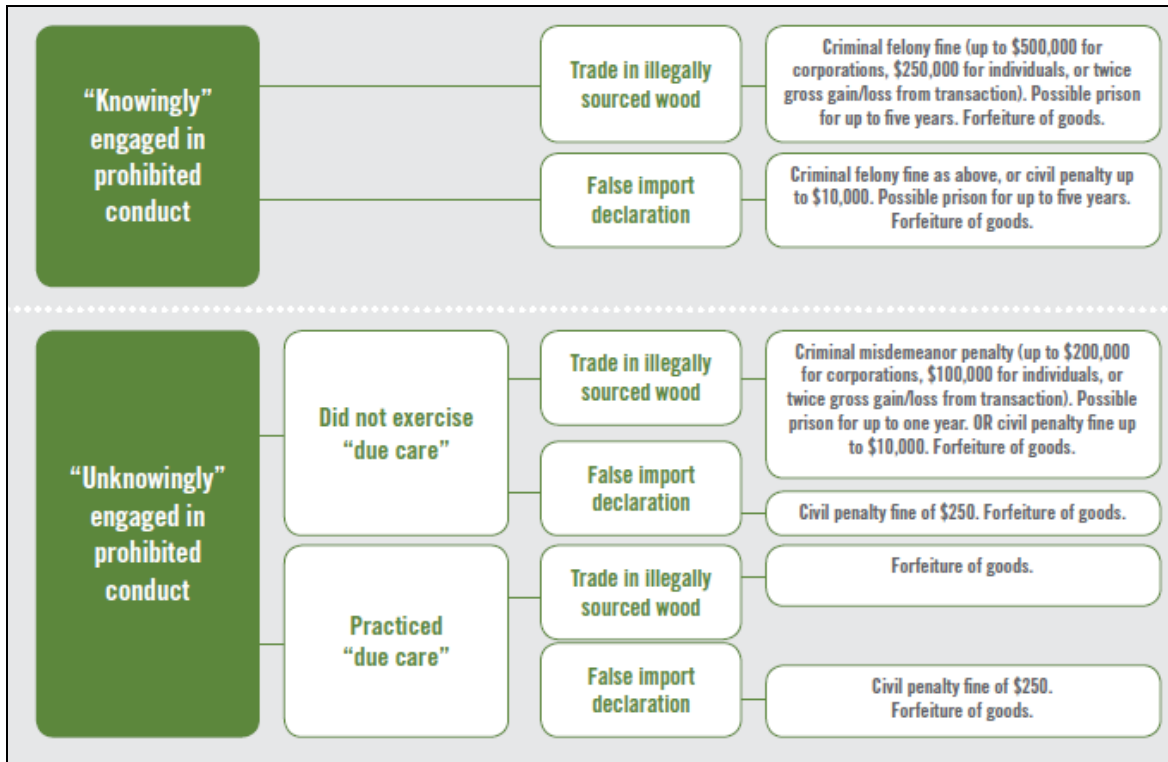 “Knowingly”
engaged in
prohibited
conduct
Trade in illegally
sourced wood
Criminal felony fine (up to $500,000 for
corporations, $250,000 for individuals, or twice
gross gain/loss from transaction). Possible prison
for up to five years. Forfeiture of goods.
False import
declaration
Criminal felony fine as above, or civil penalty up
to $10,000. Possible prison for up to five years.
Forfeiture of goods.
“Unknowingly”
engaged in
prohibited
conduct
Did not exercise
“due care”
Trade in illegally
sourced wood
Criminal misdemeanor penalty (up to $200,000
for corporations, $100,000 for individuals, or
twice gross gain/loss from transaction). Possible
prison for up to one year. OR civil penalty fine up
to $10,000. Forfeiture of goods.
False import
declaration
Civil penalty fine of $250. Forfeiture of goods.
Practiced
“due care”
Trade in illegally
sourced wood
Forfeiture of goods.
False import
declaration
Civil penalty fine of $250.
Forfeiture of goods.